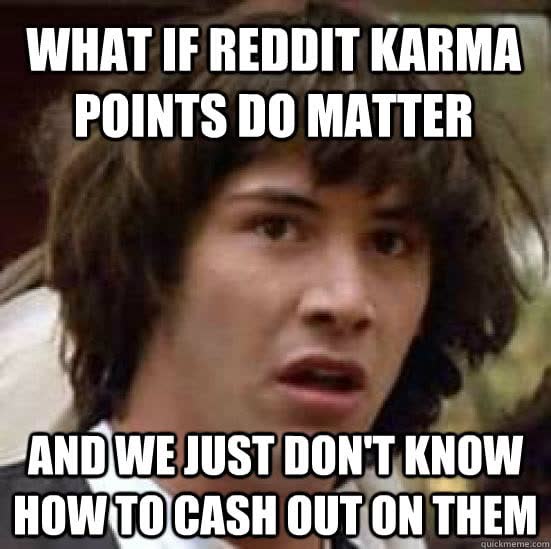 WHAT IF REDDIT KARMA
POINTS DO MATTER
AND WE JUST DON'T KNOW
HOW TO CASH OUT ON THEM
quickmeme.com